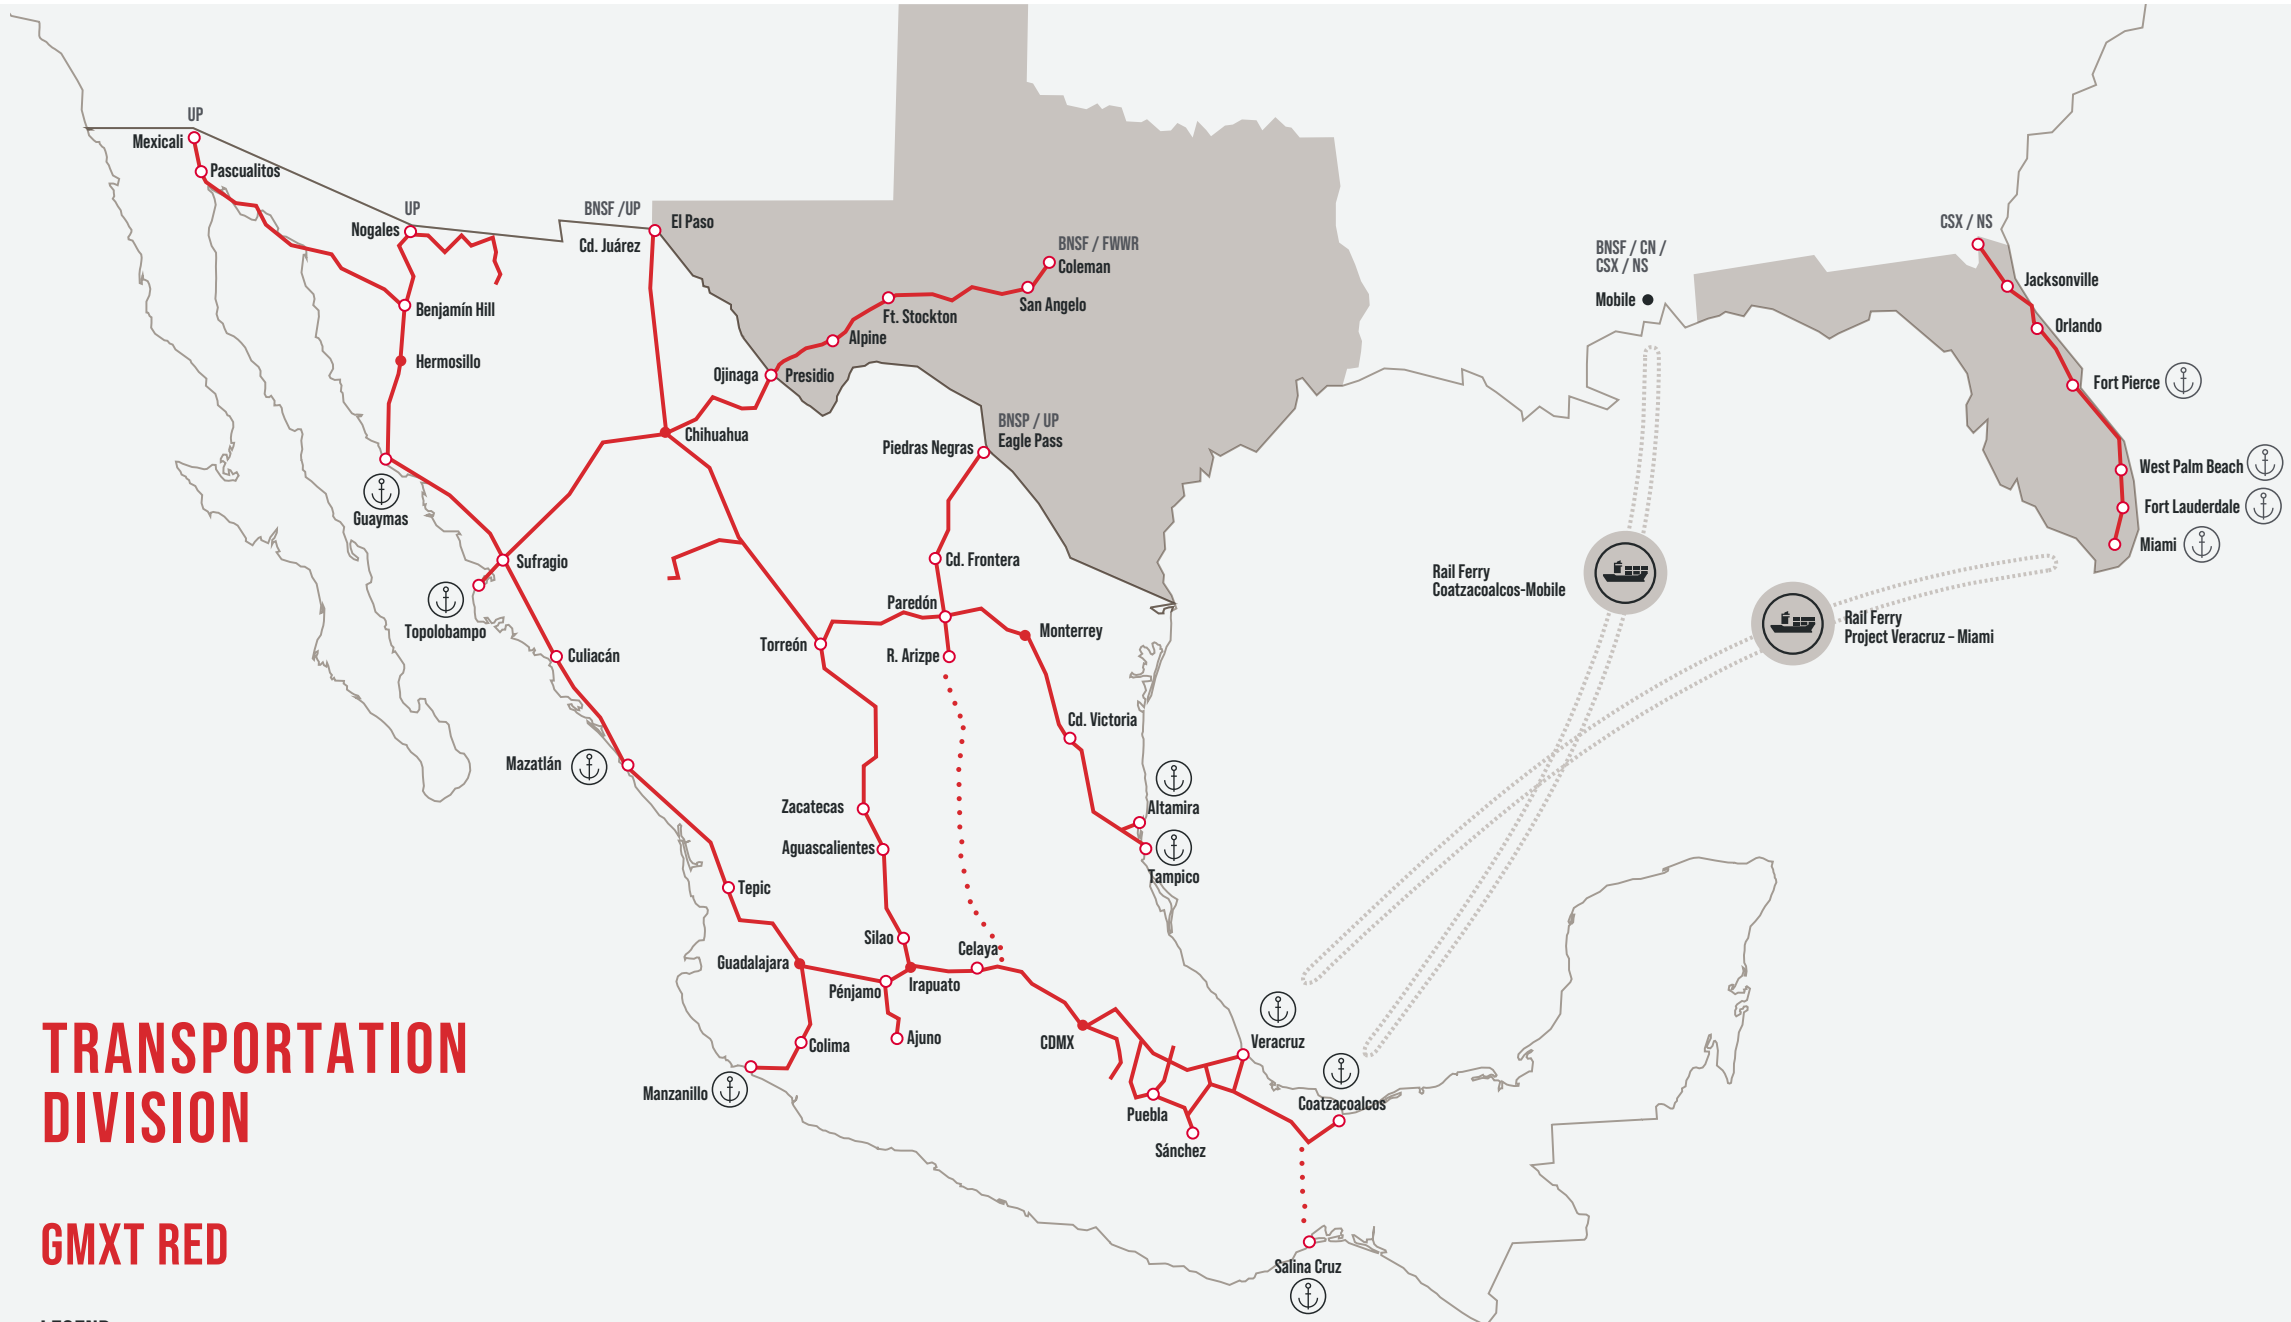 UP
Mexicali
Pascualitos
UP
Nogales
BNSF /UP
El Paso
Cd. Juárez
BNSF / FWWR
Coleman
San Angelo
Ft. Stockton
Alpine
Benjamín Hill
Hermosillo
Ojinaga
Presidio
Chihuahua
BNSP / UP
Eagle Pass
Piedras Negras
Guaymas
Sufragio
Topolobampo
Cd. Frontera
Paredón
Monterrey
Torreón
R. Arizpe
Culiacán
Cd. Victoria
Mazatlán
Altamira
Zacatecas
Aguascalientes
Tampico
Tepic
Silao
Celaya
Guadalajara
Irapuato
Pénjamo
Ajuno
Colima
CDMX
Veracruz
Manzanillo
Coatzacoalcos
Puebla
Sánchez
Salina Cruz
BNSF / CN /
CSX / NS
Mobile
CSX / NS
Jacksonville
Orlando
Fort Pierce
West Palm Beach
Fort Lauderdale
Miami
Rail Ferry
Coatzacoalcos-Mobile
Rail Ferry
Project Veracruz – Miami
TRANSPORTATION
DIVISION
GMXT RED
LEGEND